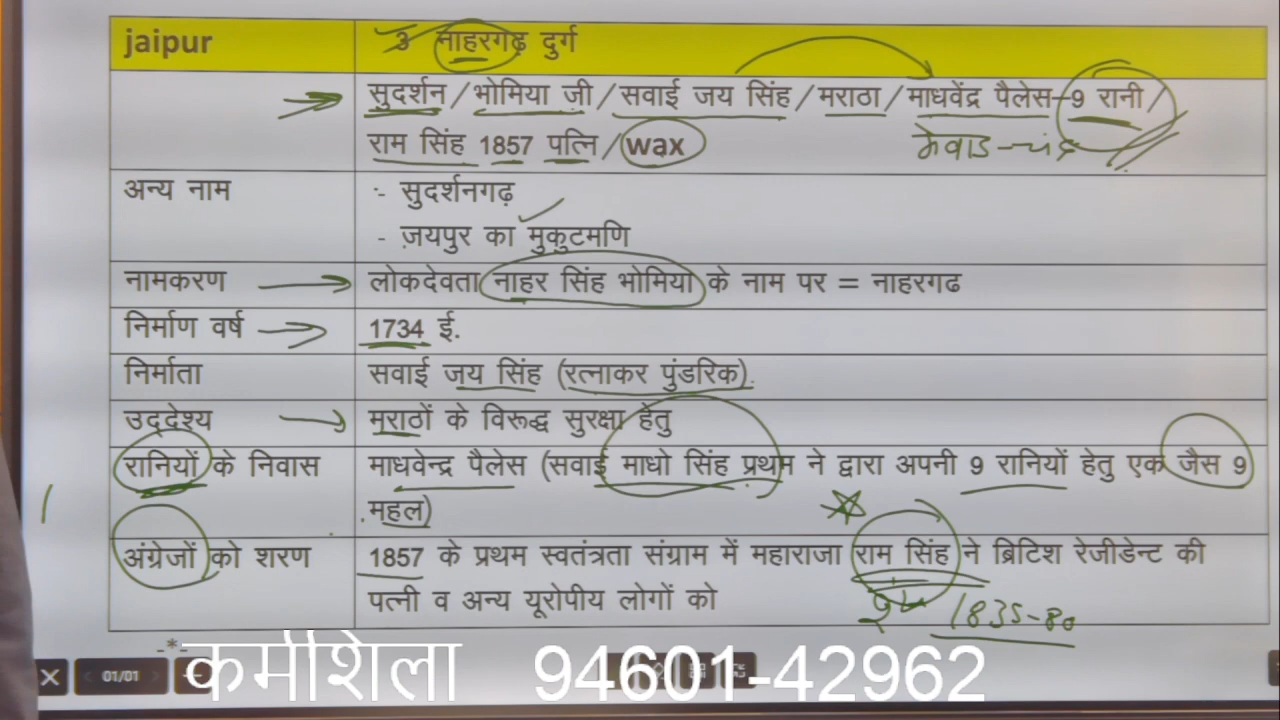 jaipur 3 नाहरगढ़ दुर्ग
सुदर्शन/भोमिया जी/सवाई जय सिंह/मराठा/माधवेंद्र पैलेस-9 रानी/
राम सिंह 1857 पत्नि/wax
अन्य नाम :- सुदर्शनगढ़
- ज़यपुर का मुकुटमणि
नामकरण लोकदेवता नाहर सिंह भोमिया के नाम पर = नाहरगढ
निर्माण वर्ष 1734 ई.
निर्माता सवाई जय सिंह (रत्नाकर पुंडरिक).
उद्देश्य मराठों के विरूद्ध सुरक्षा हेतु
रानियों के निवास माधवेन्द्र पैलेस (सवाई माधो सिंह प्रथम ने द्वारा अपनी 9 रानियों हेतु एक जैस 9
महल)
अंग्रेजों को शरण 1857 के प्रथम स्वतंत्रता संग्राम में महाराजा राम सिंह ने ब्रिटिश रेजीडेन्ट की
पत्नी व अन्य यूरोपीय लोगों को
1835-80
01/01
कर्मशिला 94601-42962